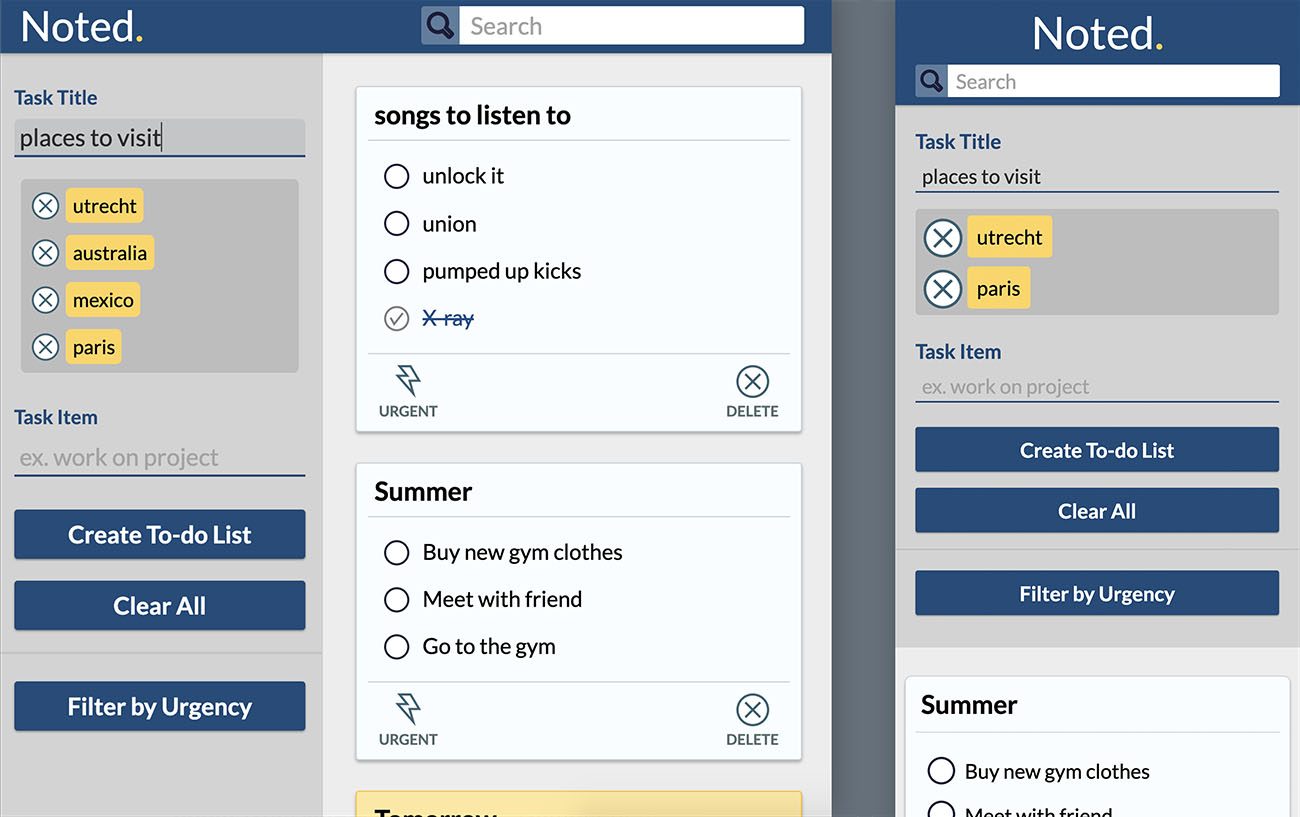 Noted.
Search
Task Title
places to visit
utrecht
australia
mexico
paris
Task Item
ex. work on project
Create To-do List
Clear All
Filter by Urgency
songs to listen to
unlock it
union
pumped up kicks
X-ray
URGENT
DELETE
Summer
Buy new gym clothes
Meet with friend
Go to the gym
URGENT
DELETE
Tomorrow
Noted.
Search
Task Title
places to visit
utrecht
paris
Task Item
ex. work on project
Create To-do List
Clear All
Filter by Urgency
Summer
Buy new gym clothes
Meet with friend